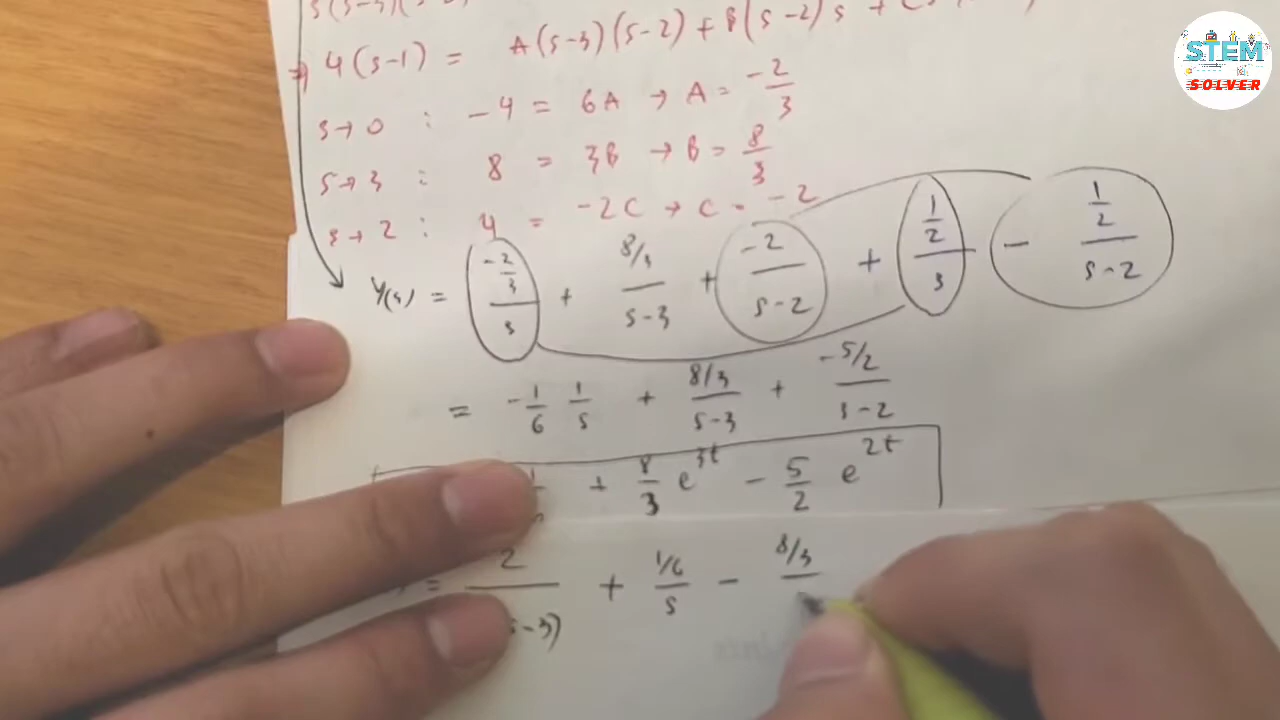 4(s-1) = A(s-3)(s-2) + B(s-2)s +
s→0 : -4 = 6A → A = -2/3
s→3 : 8 = 3B → B = 8/3
s→2 : 4 = -2C → C = -2
Y(s) = (-2/3)/s + (8/3)/(s-3) + (-2)/(s-2) + (1/2)/s - (1/2)/(s-2)
= -1/6 1/s + (8/3)/(s-3) + (-5/2)/(s-2)
+ 8/3 e^{3t} - 5/2 e^{2t}
= 2/ s-3) + (1/6)/s - 8/3
STEM
SOLVER